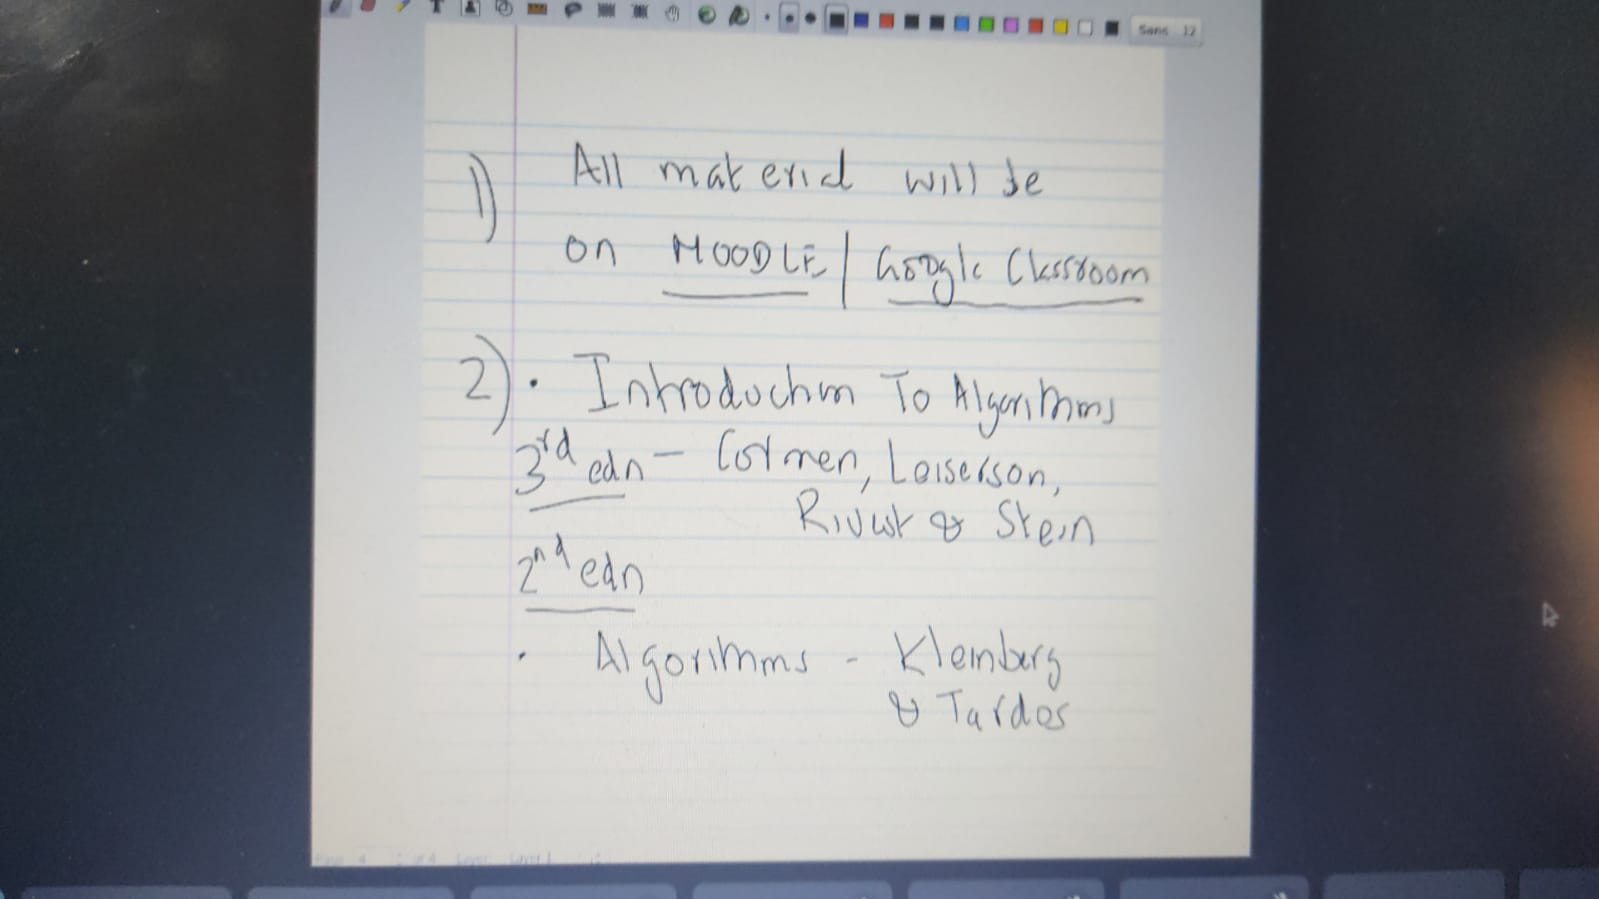 Sans 12
1) All material will be
on MOODLE / Google Classroom
2) • Introduction To Algorithms
3rd edn – Cormen, Leiserson,
Rivest & Stein
2nd edn
• Algorithms - Kleinberg
& Tardos